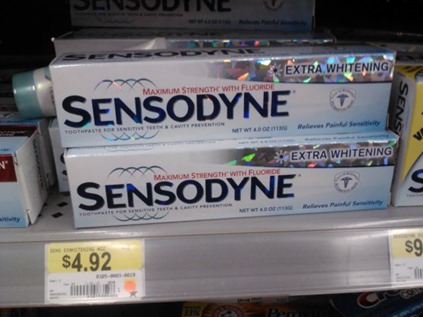 SENSODYNE
EXTRA WHITENING
MAXIMUM STRENGTH WITH FLUORIDE
SENSODYNE
TOOTHPASTE FOR SENSITIVE TEETH & CAVITY PREVENTION
NET WT 4.0 OZ (113G)
Relieves Painful Sensitivity
EXTRA WHITENING
MAXIMUM STRENGTH WITH FLUORIDE
SENSODYNE
TOOTHPASTE FOR SENSITIVE TEETH & CAVITY PREVENTION
NET WT 4.0 OZ (113G)
Relieves Painful Sensitivity
$4.92
$9